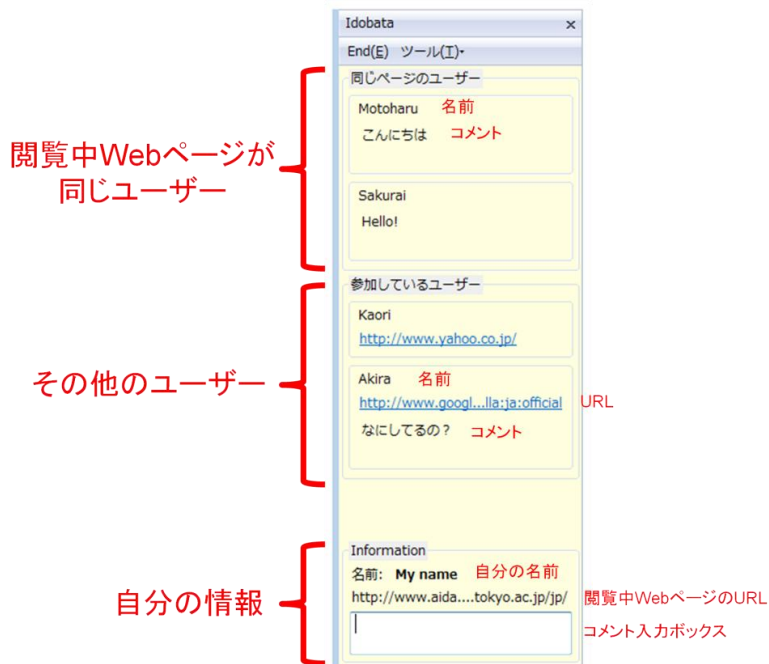 Idobata
End(E) ツール(T)
同じページのユーザー
Motoharu 名前
こんにちは コメント
閲覧中Webページが
同じユーザー
Sakurai
Hello!
参加しているユーザー
Kaori
http://www.yahoo.co.jp/
その他のユーザー
Akira 名前
http://www.googl...lla:ja:official URL
なにしてるの？ コメント
Information
名前: My name 自分の名前
自分の情報
http://www.aida....tokyo.ac.jp/jp/ 閲覧中WebページのURL
コメント入力ボックス